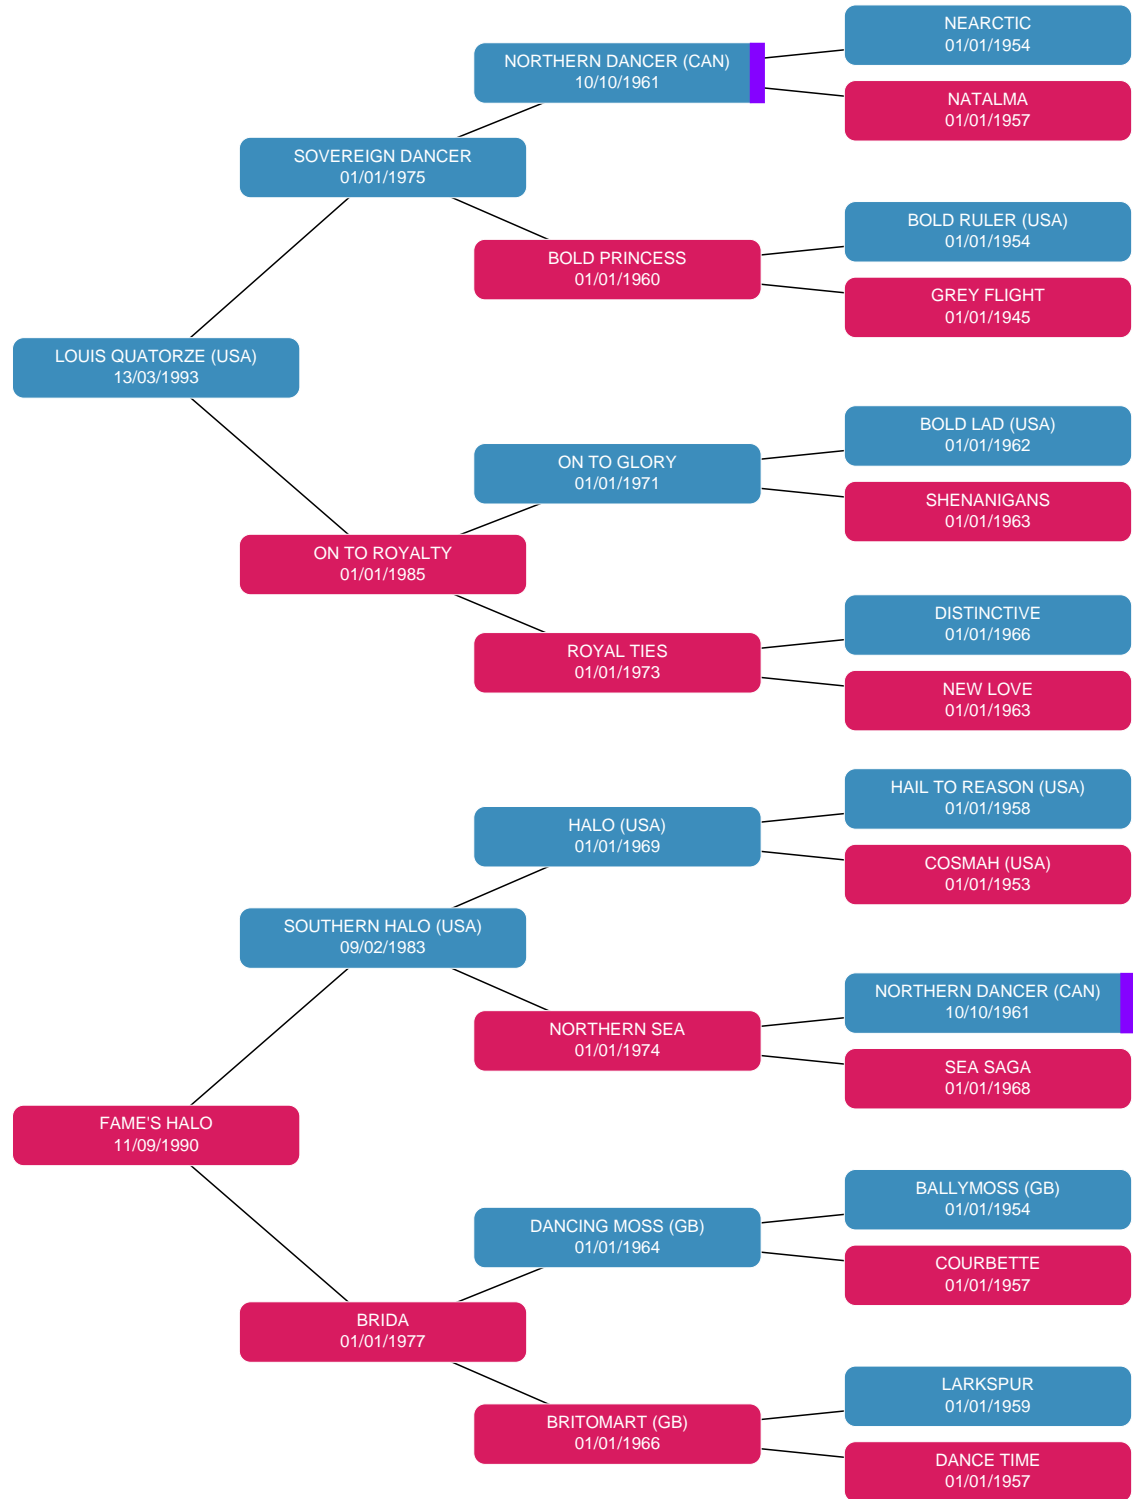 NEARCTIC
01/01/1954
NORTHERN DANCER (CAN)
10/10/1961
NATALMA
01/01/1957
SOVEREIGN DANCER
01/01/1975
BOLD RULER (USA)
01/01/1954
BOLD PRINCESS
01/01/1960
GREY FLIGHT
01/01/1945
LOUIS QUATORZE (USA)
13/03/1993
BOLD LAD (USA)
01/01/1962
ON TO GLORY
01/01/1971
SHENANIGANS
01/01/1963
ON TO ROYALTY
01/01/1985
DISTINCTIVE
01/01/1966
ROYAL TIES
01/01/1973
NEW LOVE
01/01/1963
HAIL TO REASON (USA)
01/01/1958
HALO (USA)
01/01/1969
COSMAH (USA)
01/01/1953
SOUTHERN HALO (USA)
09/02/1983
NORTHERN DANCER (CAN)
10/10/1961
NORTHERN SEA
01/01/1974
SEA SAGA
01/01/1968
FAME'S HALO
11/09/1990
BALLYMOSS (GB)
01/01/1954
DANCING MOSS (GB)
01/01/1964
COURBETTE
01/01/1957
BRIDA
01/01/1977
LARKSPUR
01/01/1959
BRITOMART (GB)
01/01/1966
DANCE TIME
01/01/1957